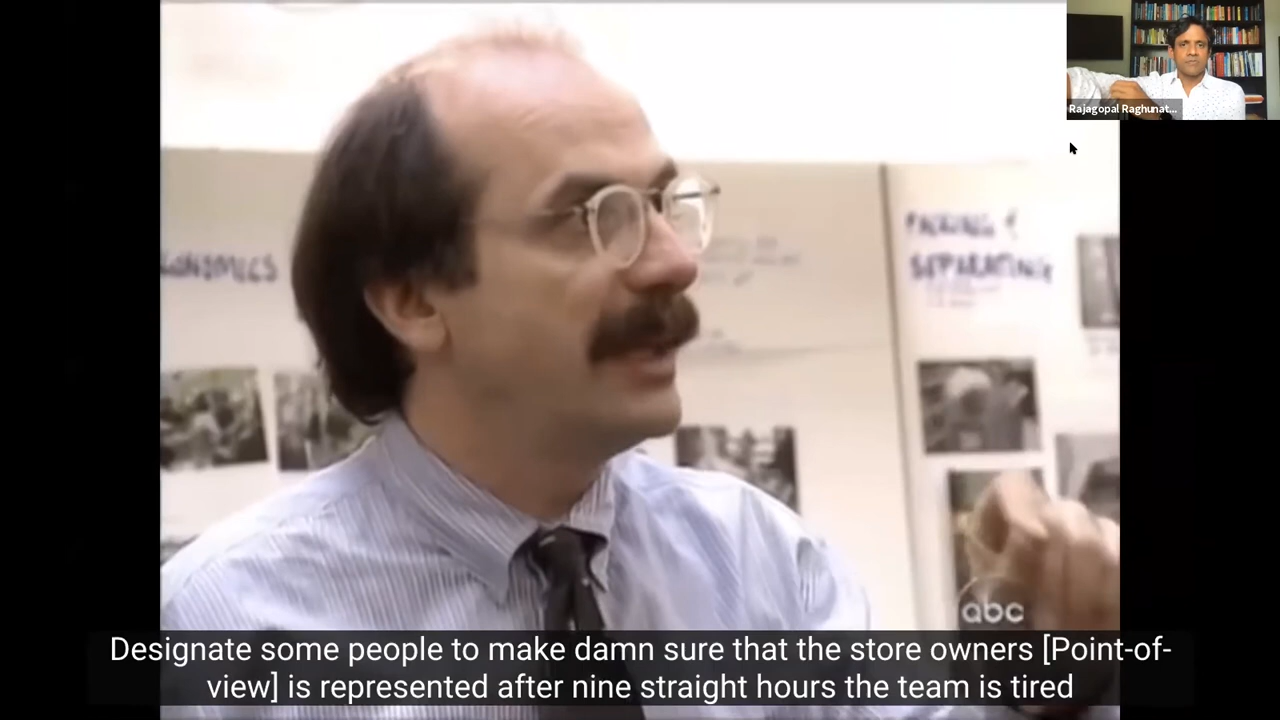 Rajagopal Raghunat...
PACKING &
SEPARATING
abc
Designate some people to make damn sure that the store owners [Point-of-
view] is represented after nine straight hours the team is tired